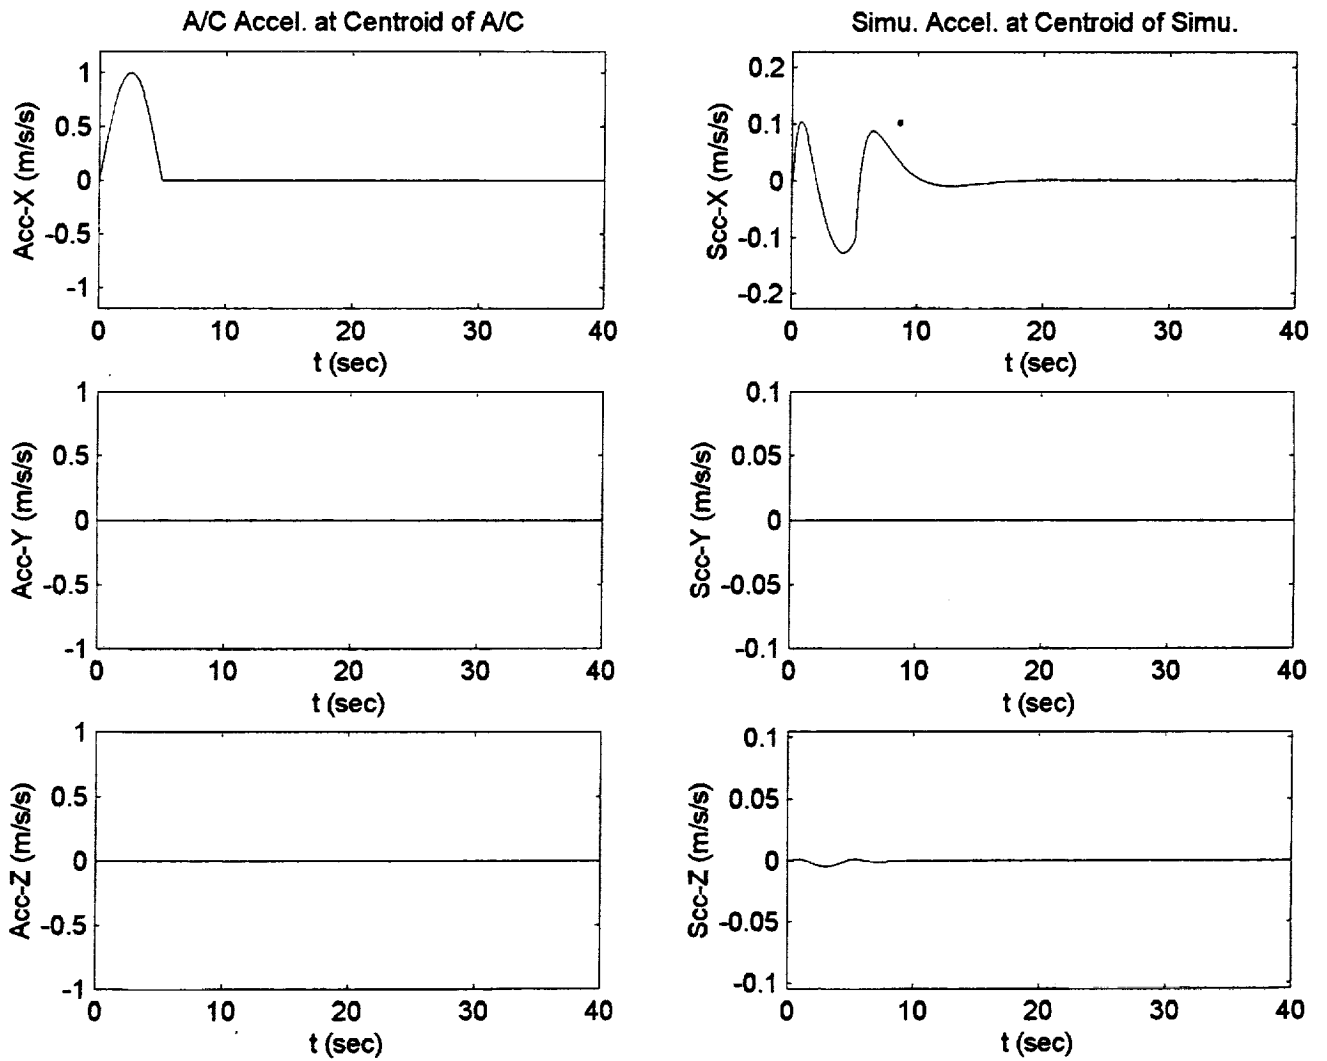 A/C Accel. at Centroid of A/C
Simu. Accel. at Centroid of Simu.
Acc-X (m/s/s)
1
0.5
0
-0.5
-1
0 10 20 30 40
t (sec)
Scc-X (m/s/s)
0.2
0.1
0
-0.1
-0.2
0 10 20 30 40
t (sec)
Acc-Y (m/s/s)
1
0.5
0
-0.5
-1
0 10 20 30 40
t (sec)
Scc-Y (m/s/s)
0.1
0.05
0
-0.05
-0.1
0 10 20 30 40
t (sec)
Acc-Z (m/s/s)
1
0.5
0
-0.5
-1
0 10 20 30 40
t (sec)
Scc-Z (m/s/s)
0.1
0.05
0
-0.05
-0.1
0 10 20 30 40
t (sec)